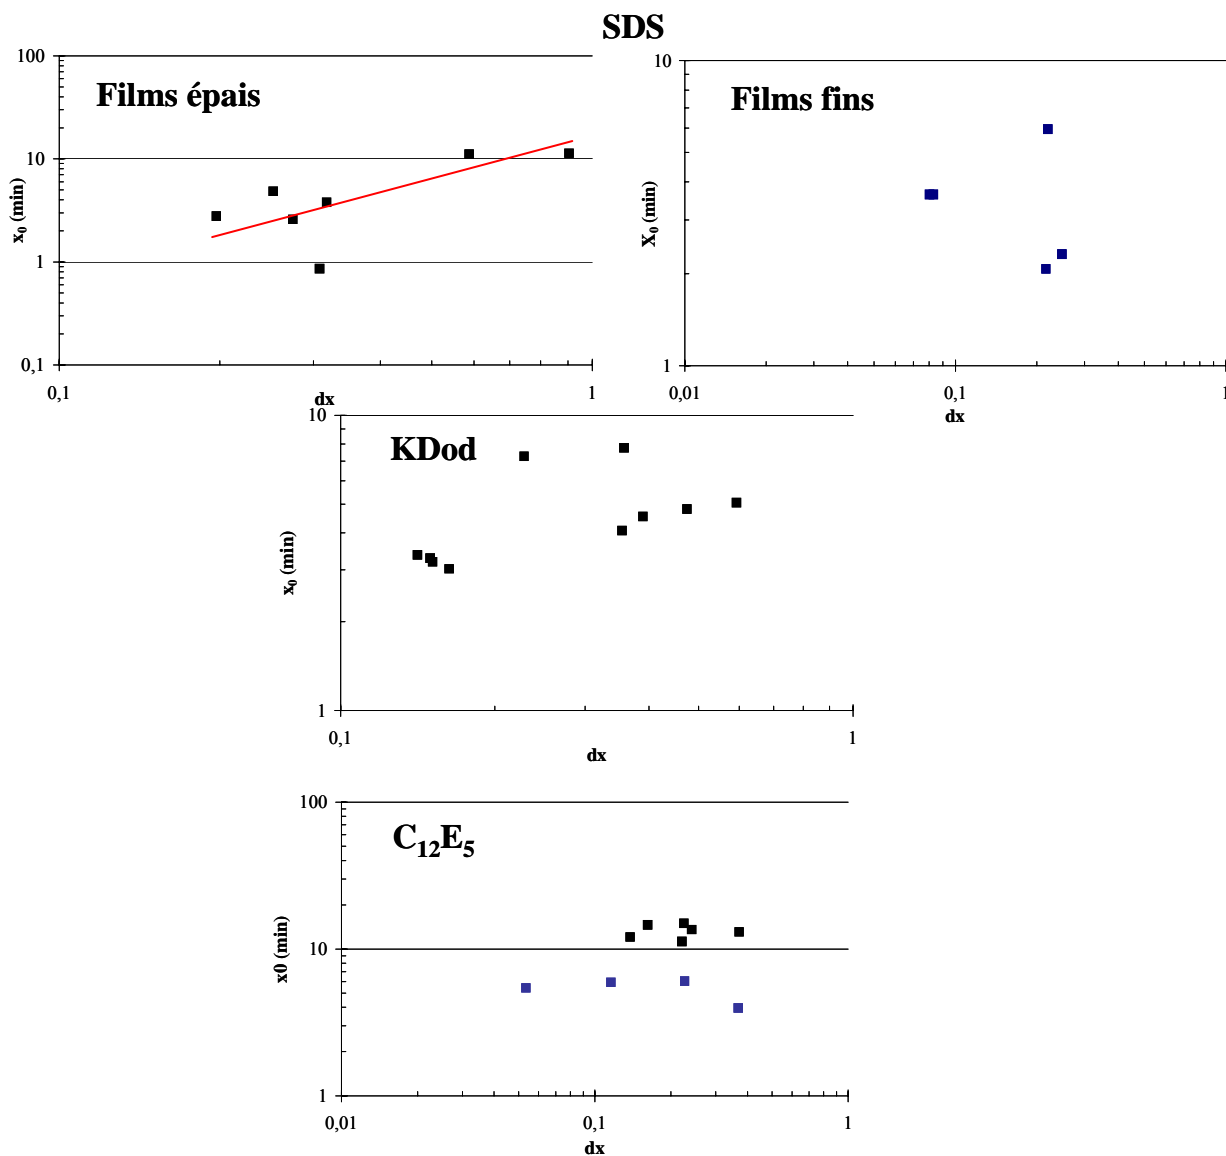 SDS
Films épais
100
10
1
0,1
x₀ (min)
0,1
1
dx
Films fins
10
1
X₀ (min)
0,01
0,1
1
dx
KDod
10
1
x₀ (min)
0,1
1
dx
C₁₂E₅
100
10
1
x0 (min)
0,01
0,1
1
dx